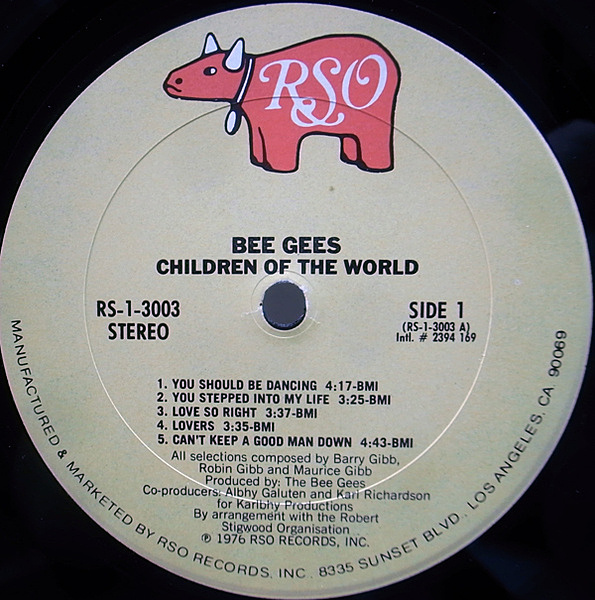 RSO
BEE GEES
CHILDREN OF THE WORLD
RS-1-3003
STEREO
SIDE 1
(RS-1-3003 A)
Intl. # 2394 169
1. YOU SHOULD BE DANCING 4:17-BMI
2. YOU STEPPED INTO MY LIFE 3:25-BMI
3. LOVE SO RIGHT 3:37-BMI
4. LOVERS 3:35-BMI
5. CAN'T KEEP A GOOD MAN DOWN 4:43-BMI
All selections composed by Barry Gibb,
Robin Gibb and Maurice Gibb
Produced by: The Bee Gees
Co-producers: Albhy Galuten and Karl Richardson
for Karlbhy Productions
By arrangement with the Robert
Stigwood Organisation
℗ 1976 RSO RECORDS, INC.
MANUFACTURED & MARKETED BY RSO RECORDS, INC. 8335 SUNSET BLVD., LOS ANGELES, CA 90069